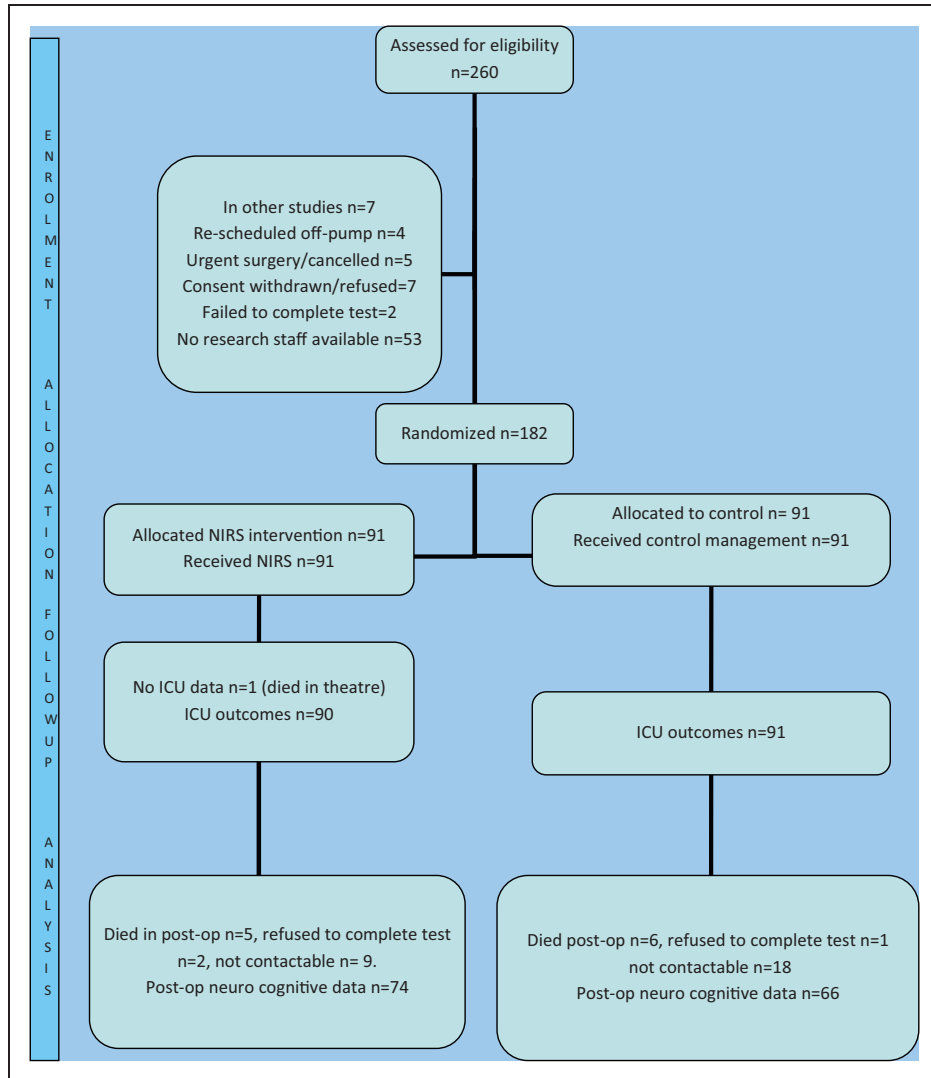 Assessed for eligibility
n=260
In other studies n=7
Re-scheduled off-pump n=4
Urgent surgery/cancelled n=5
Consent withdrawn/refused=7
Failed to complete test=2
No research staff available n=53
Randomized n=182
Allocated NIRS intervention n=91
Received NIRS n=91
Allocated to control n= 91
Received control management n=91
No ICU data n=1 (died in theatre)
ICU outcomes n=90
ICU outcomes n=91
Died in post-op n=5, refused to complete test
n=2, not contactable n= 9.
Post-op neuro cognitive data n=74
Died post-op n=6, refused to complete test n=1
not contactable n=18
Post-op neuro cognitive data n=66
ENROLMENT
ALLOCATION
FOLLOWUP
ANALYSIS